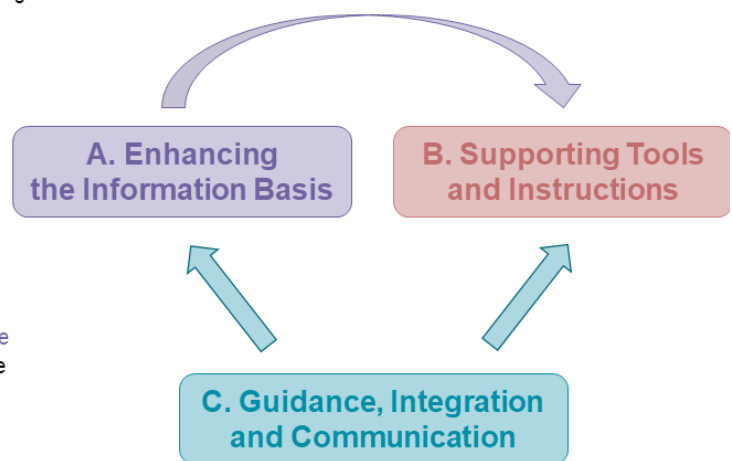 g
A. Enhancing
the Information Basis
B. Supporting Tools
and Instructions
e
e
C. Guidance, Integration
and Communication